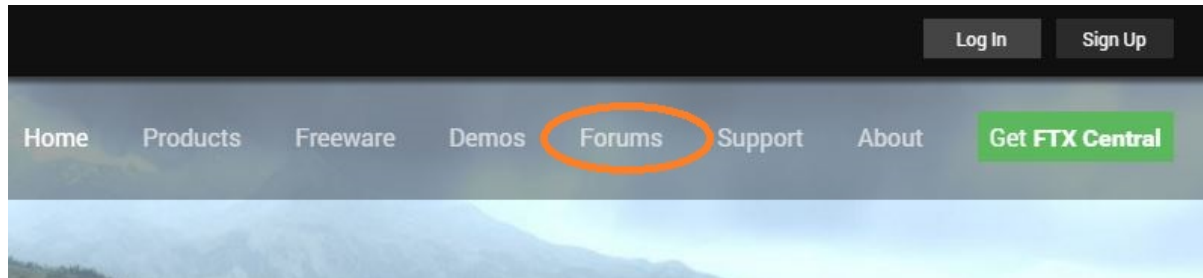 Log In Sign Up
Home Products Freeware Demos Forums Support About Get FTX Central